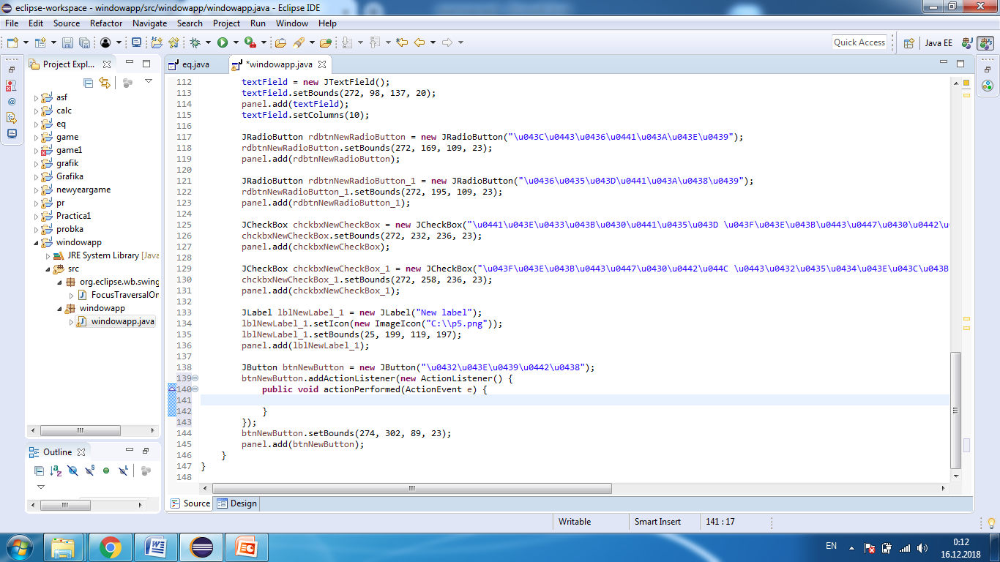 eclipse-workspace - windowapp/src/windowapp/windowapp.java - Eclipse IDE
File Edit Source Refactor Navigate Search Project Run Window Help
Quick Access
Java EE
Project Expl...
asf
calc
eq
game
game1
grafik
Grafika
newyeargame
pr
Practica1
probka
windowapp
JRE System Library [Java
src
org.eclipse.wb.swing
FocusTraversalOn
windowapp
windowapp.java
Outline
eq.java
*windowapp.java
112 textField = new JTextField();
113 textField.setBounds(272, 98, 137, 20);
114 panel.add(textField);
115 textField.setColumns(10);
116
117 JRadioButton rdbtnNewRadioButton = new JRadioButton("\u043C\u0443\u0436\u0441\u043A\u043E\u0439");
118 rdbtnNewRadioButton.setBounds(272, 169, 109, 23);
119 panel.add(rdbtnNewRadioButton);
120
121 JRadioButton rdbtnNewRadioButton_1 = new JRadioButton("\u0436\u0435\u043D\u0441\u043A\u0438\u0439");
122 rdbtnNewRadioButton_1.setBounds(272, 195, 109, 23);
123 panel.add(rdbtnNewRadioButton_1);
124
125 JCheckBox chckbxNewCheckBox = new JCheckBox("\u0441\u043E\u0433\u043B\u0430\u0441\u0435\u043D \u043F\u043E\u043B\u0443\u0447\u0430\u0442\u0
126 chckbxNewCheckBox.setBounds(272, 232, 236, 23);
127 panel.add(chckbxNewCheckBox);
128
129 JCheckBox chckbxNewCheckBox_1 = new JCheckBox("\u043F\u043E\u043B\u0443\u0447\u0430\u0442\u044C \u0443\u0432\u0435\u0434\u043E\u043C\u043B
130 chckbxNewCheckBox_1.setBounds(272, 258, 236, 23);
131 panel.add(chckbxNewCheckBox_1);
132
133 JLabel lblNewLabel_1 = new JLabel("New label");
134 lblNewLabel_1.setIcon(new ImageIcon("C:\\p5.png"));
135 lblNewLabel_1.setBounds(25, 199, 119, 197);
136 panel.add(lblNewLabel_1);
137
138 JButton btnNewButton = new JButton("\u0432\u043E\u0439\u0442\u0438");
139 btnNewButton.addActionListener(new ActionListener() {
140 public void actionPerformed(ActionEvent e) {
141
142 }
143 });
144 btnNewButton.setBounds(274, 302, 89, 23);
145 panel.add(btnNewButton);
146 }
147 }
148
Source Design
Writable Smart Insert 141 : 17
EN
0:12
16.12.2018